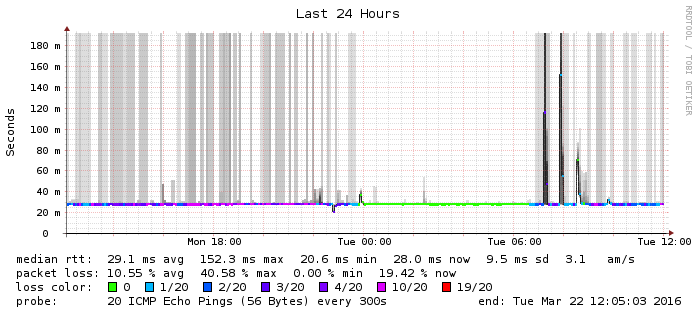 Last 24 Hours
RRDTOOL / TOBI OETIKER
Seconds
180 m
160 m
140 m
120 m
100 m
80 m
60 m
40 m
20 m
0
Mon 18:00 Tue 00:00 Tue 06:00 Tue 12:00
median rtt: 29.1 ms avg 152.3 ms max 20.6 ms min 28.0 ms now 9.5 ms sd 3.1 am/s
packet loss: 10.55 % avg 40.58 % max 0.00 % min 19.42 % now
loss color: 0 1/20 2/20 3/20 4/20 10/20 19/20
probe: 20 ICMP Echo Pings (56 Bytes) every 300s end: Tue Mar 22 12:05:03 2016